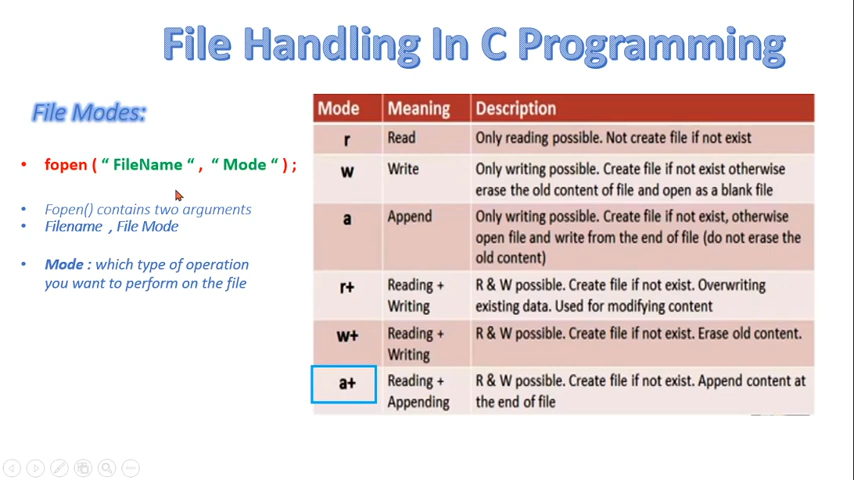 File Handling In C Programming
File Modes:
• fopen ( “ FileName “ , “ Mode “ ) ;
• Fopen() contains two arguments
• Filename , File Mode
• Mode : which type of operation
you want to perform on the file
Mode Meaning Description
r Read Only reading possible. Not create file if not exist
w Write Only writing possible. Create file if not exist otherwise
erase the old content of file and open as a blank file
a Append Only writing possible. Create file if not exist, otherwise
open file and write from the end of file (do not erase the
old content)
r+ Reading + R & W possible. Create file if not exist. Overwriting
Writing existing data. Used for modifying content
w+ Reading + R & W possible. Create file if not exist. Erase old content.
Writing
a+ Reading + R & W possible. Create file if not exist. Append content at
Appending the end of file